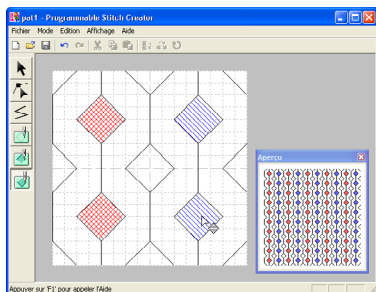 pat1 - Programmable Stitch Creator
Fichier Mode Edition Affichage Aide
Aperçu
Appuyer sur 'F1' pour appeler l'Aide